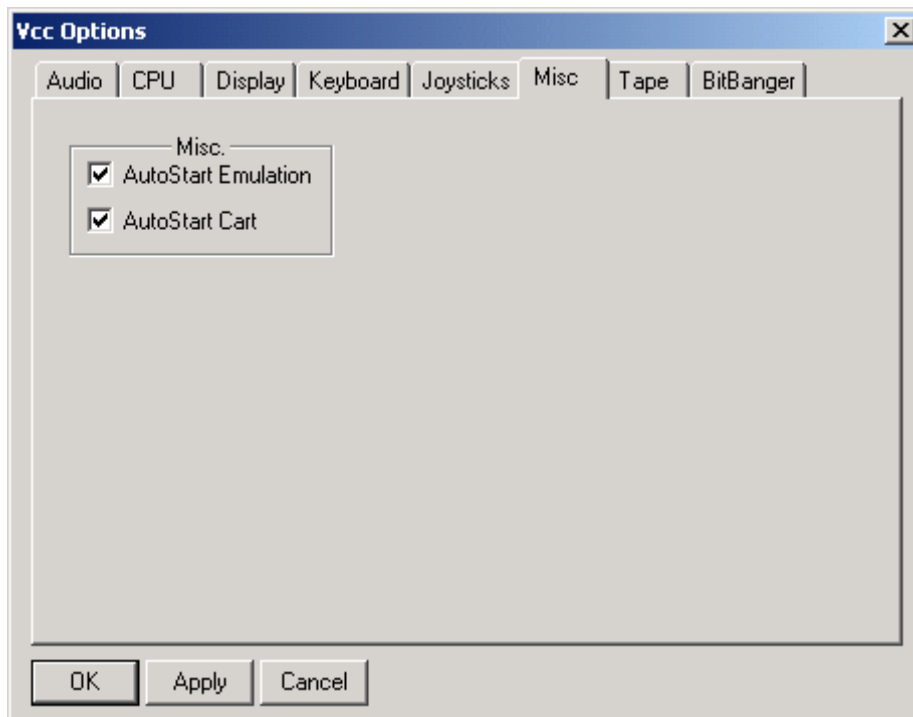 Vcc Options
Audio CPU Display Keyboard Joysticks Misc Tape BitBanger
Misc.
AutoStart Emulation
AutoStart Cart
OK Apply Cancel